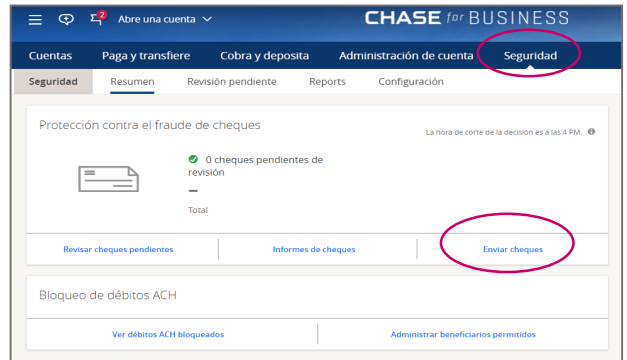 2 Abre una cuenta
CHASE for BUSINESS
Cuentas Paga y transfiere Cobra y deposita Administración de cuenta Seguridad
Seguridad Resumen Revisión pendiente Reports Configuración
Protección contra el fraude de cheques
La hora de corte de la decisión es a las 4 PM.
0 cheques pendientes de
revisión
—
Total
Revisar cheques pendientes Informes de cheques Enviar cheques
Bloqueo de débitos ACH
Ver débitos ACH bloqueados Administrar beneficiarios permitidos